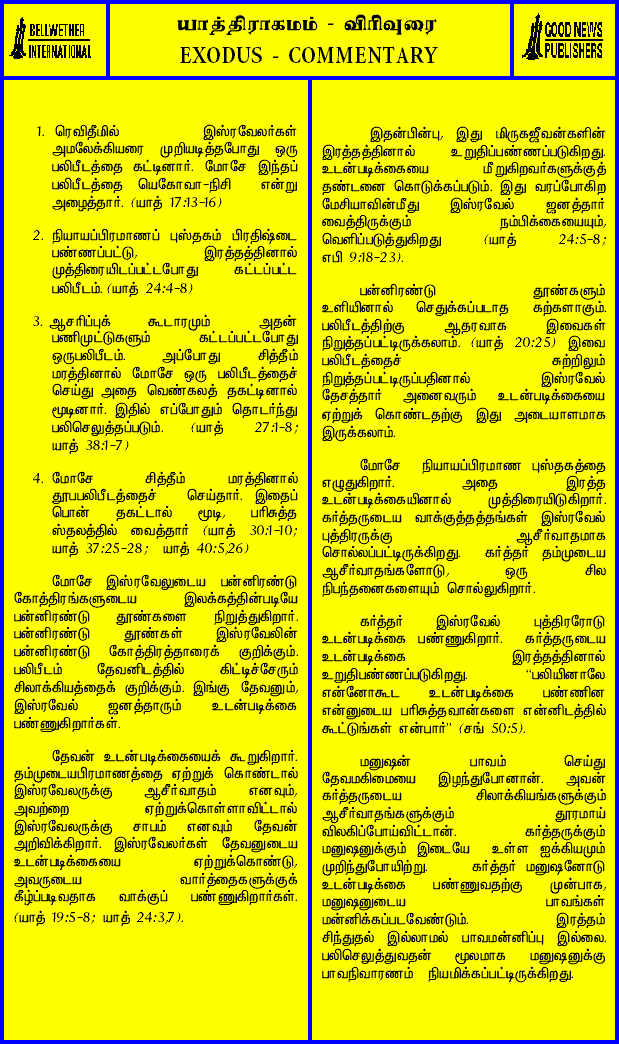 BELLWETHER
INTERNATIONAL
யாத்திராகமம் - விரிவுரை
EXODUS - COMMENTARY
GOOD NEWS
PUBLISHERS
1. ரெவிதீமில் இஸ்ரவேலர்கள்
அமலேக்கியரை முறியடித்தபோது ஒரு
பலிபீடத்தை கட்டினார். மோசே இந்தப்
பலிபீடத்தை யெகோவா-நிசி என்று
அழைத்தார். (யாத் 17:13-16)
2. நியாயப்பிரமாணப் புஸ்தகம் பிரதிஷ்டை
பண்ணப்பட்டு, இரத்தத்தினால்
முத்திரையிடப்பட்டபோது கட்டப்பட்ட
பலிபீடம். (யாத் 24:4-8)
3. ஆசரிப்புக் கூடாரமும் அதன்
பணிமுட்டுகளும் கட்டப்பட்டபோது
ஒருபலிபீடம். அப்போது சித்தீம்
மரத்தினால் மோசே ஒரு பலிபீடத்தைச்
செய்து அதை வெண்கலத் தகட்டினால்
மூடினார். இதில் எப்போதும் தொடர்ந்து
பலிசெலுத்தப்படும். (யாத் 27:1-8;
யாத் 38:1-7)
4. மோசே சித்தீம் மரத்தினால்
தூபபலிபீடத்தைச் செய்தார். இதைப்
பொன் தகட்டால் மூடி, பரிசுத்த
ஸ்தலத்தில் வைத்தார் (யாத் 30:1-10;
யாத் 37:25-28; யாத் 40:5,26)
மோசே இஸ்ரவேலுடைய பன்னிரண்டு
கோத்திரங்களுடைய இலக்கத்தின்படியே
பன்னிரண்டு தூண்களை நிறுத்துகிறார்.
பன்னிரண்டு தூண்கள் இஸ்ரவேலின்
பன்னிரண்டு கோத்திரத்தாரைக் குறிக்கும்.
பலிபீடம் தேவனிடத்தில் கிட்டிச்சேரும்
சிலாக்கியத்தைக் குறிக்கும். இங்கு தேவனும்,
இஸ்ரவேல் ஜனத்தாரும் உடன்படிக்கை
பண்ணுகிறார்கள்.
தேவன் உடன்படிக்கையைக் கூறுகிறார்.
தம்முடையபிரமாணத்தை ஏற்றுக் கொண்டால்
இஸ்ரவேலருக்கு ஆசீர்வாதம் எனவும்,
அவற்றை ஏற்றுக்கொள்ளாவிட்டால்
இஸ்ரவேலருக்கு சாபம் எனவும் தேவன்
அறிவிக்கிறார். இஸ்ரவேலர்கள் தேவனுடைய
உடன்படிக்கையை ஏற்றுக்கொண்டு,
அவருடைய வார்த்தைகளுக்குக்
கீழ்ப்படிவதாக வாக்குப் பண்ணுகிறார்கள்.
(யாத் 19:5-8; யாத் 24:3,7).
இதன்பின்பு, இது மிருகஜீவன்களின்
இரத்தத்தினால் உறுதிப்பண்ணப்படுகிறது.
உடன்படிக்கையை மீறுகிறவர்களுக்குத்
தண்டனை கொடுக்கப்படும். இது வரப்போகிற
மேசியாவின்மீது இஸ்ரவேல் ஜனத்தார்
வைத்திருக்கும் நம்பிக்கையையும்,
வெளிப்படுத்துகிறது (யாத் 24:5-8;
எபி 9:18-23).
பன்னிரண்டு தூண்களும்
உளியினால் செதுக்கப்படாத கற்களாகும்.
பலிபீடத்திற்கு ஆதரவாக இவைகள்
நிறுத்தப்பட்டிருக்கலாம். (யாத் 20:25) இவை
பலிபீடத்தைச் சுற்றிலும்
நிறுத்தப்பட்டிருப்பதினால் இஸ்ரவேல்
தேசத்தார் அனைவரும் உடன்படிக்கையை
ஏற்றுக் கொண்டதற்கு இது அடையாளமாக
இருக்கலாம்.
மோசே நியாயப்பிரமாண புஸ்தகத்தை
எழுதுகிறார். அதை இரத்த
உடன்படிக்கையினால் முத்திரையிடுகிறார்.
கர்த்தருடைய வாக்குத்தத்தங்கள் இஸ்ரவேல்
புத்திரருக்கு ஆசீர்வாதமாக
சொல்லப்பட்டிருக்கிறது. கர்த்தர் தம்முடைய
ஆசீர்வாதங்களோடு, ஒரு சில
நிபந்தனைகளையும் சொல்லுகிறார்.
கர்த்தர் இஸ்ரவேல் புத்திரரோடு
உடன்படிக்கை பண்ணுகிறார். கர்த்தருடைய
உடன்படிக்கை இரத்தத்தினால்
உறுதிபண்ணப்படுகிறது. "பலியினாலே
என்னோகூட உடன்படிக்கை பண்ணின
என்னுடைய பரிசுத்தவான்களை என்னிடத்தில்
கூட்டுங்கள் என்பார்" (சங் 50:5).
மனுஷன் பாவம் செய்து
தேவமகிமையை இழந்துபோனான். அவன்
கர்த்தருடைய சிலாக்கியங்களுக்கும்
ஆசீர்வாதங்களுக்கும் தூரமாய்
விலகிப்போய்விட்டான். கர்த்தருக்கும்
மனுஷனுக்கும் இடையே உள்ள ஐக்கியமும்
முறிந்துபோயிற்று. கர்த்தர் மனுஷனோடு
உடன்படிக்கை பண்ணுவதற்கு முன்பாக,
மனுஷனுடைய பாவங்கள்
மன்னிக்கப்படவேண்டும். இரத்தம்
சிந்துதல் இல்லாமல் பாவமன்னிப்பு இல்லை.
பலிசெலுத்துவதன் மூலமாக மனுஷனுக்கு
பாவநிவாரணம் நியமிக்கப்பட்டிருக்கிறது.